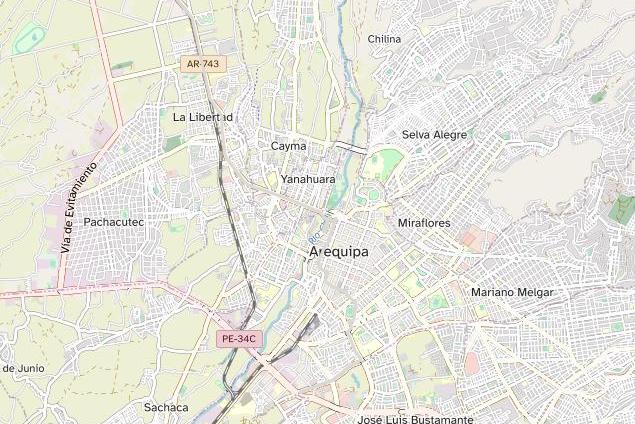 Chilina
AR-743
La Libertad
Selva Alegre
Cayma
Yanahuara
Vía de Evitamiento
Pachacutec
Miraflores
Río
Arequipa
Mariano Melgar
PE-34C
de Junio
Sachaca
José Luis Bustamante